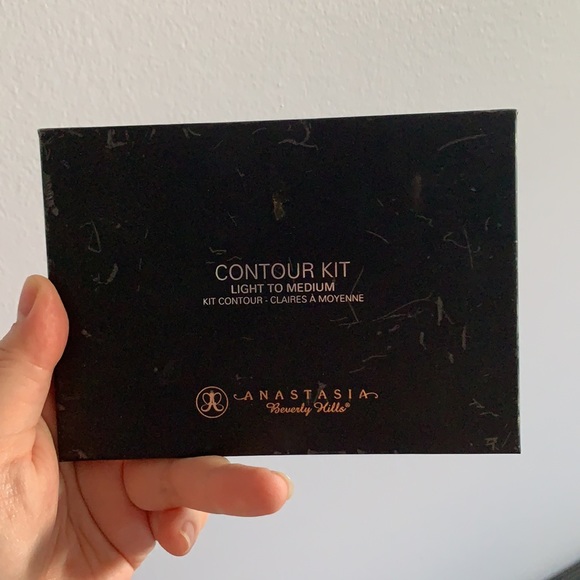 CONTOUR KIT
LIGHT TO MEDIUM
KIT CONTOUR - CLAIRES À MOYENNE
ANASTASIA
Beverly Hills®